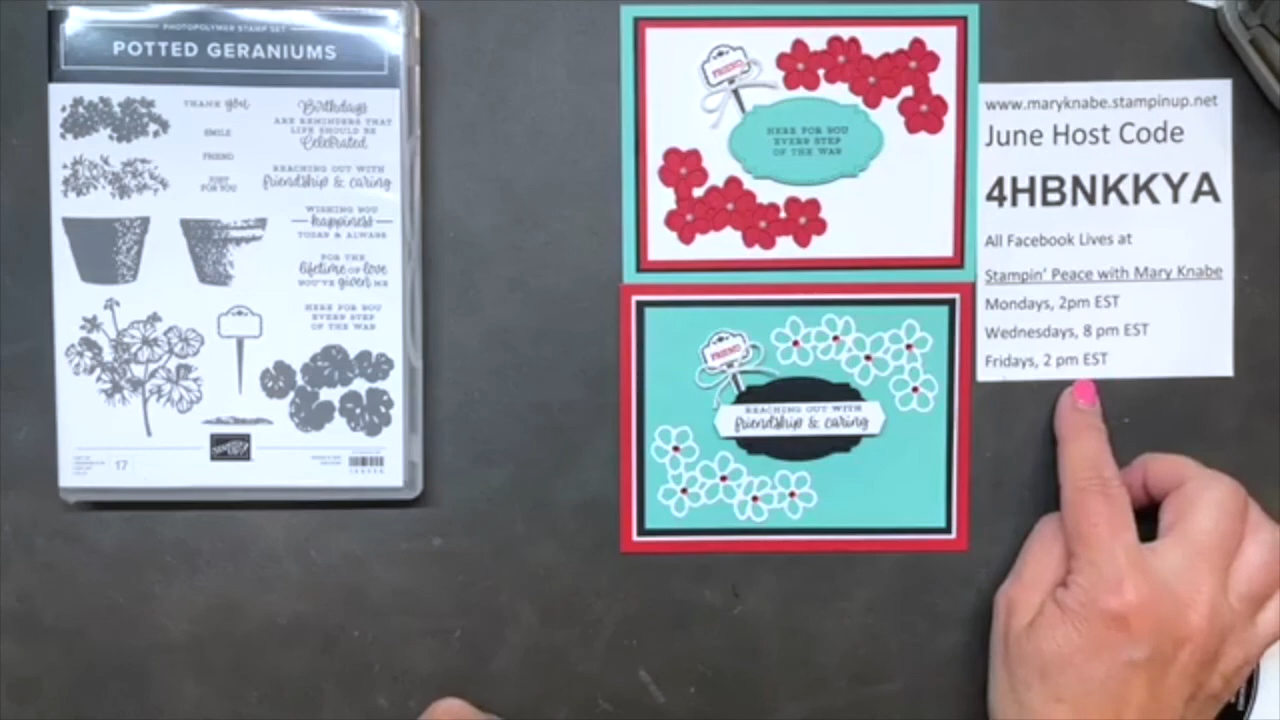 PHOTOPOLYMER STAMP SET
POTTED GERANIUMS
THANK you
SMILE
FRIEND
JUST
FOR YOU
Birthdays
ARE REMINDERS THAT
LIFE SHOULD BE
Celebrated
REACHING OUT WITH
friendship & caring
WISHING YOU
happiness
TODAY & ALWAYS
FOR THE
lifetime OF love
YOU'VE given ME
HERE FOR YOU
EVERY STEP
OF THE WAY
17
FRIEND
HERE FOR YOU
EVERY STEP
OF THE WAY
FRIEND
REACHING OUT WITH
friendship & caring
www.maryknabe.stampinup.net
June Host Code
4HBNKKYA
All Facebook Lives at
Stampin' Peace with Mary Knabe
Mondays, 2pm EST
Wednesdays, 8 pm EST
Fridays, 2 pm EST